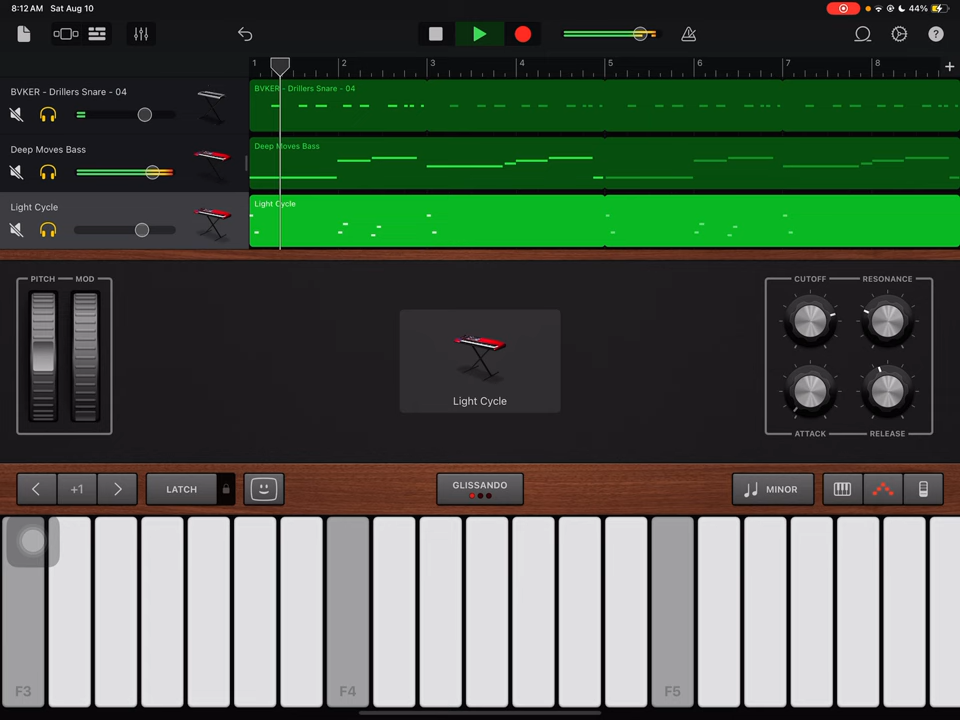 8:12 AM Sat Aug 10
44%
1 2 3 4 5 6 7 8
BVKER - Drillers Snare - 04
BVKER - Drillers Snare - 04
Deep Moves Bass
Deep Moves Bass
Light Cycle
Light Cycle
PITCH MOD
CUTOFF RESONANCE
Light Cycle
ATTACK RELEASE
+1
LATCH
GLISSANDO
MINOR
F3 F4 F5